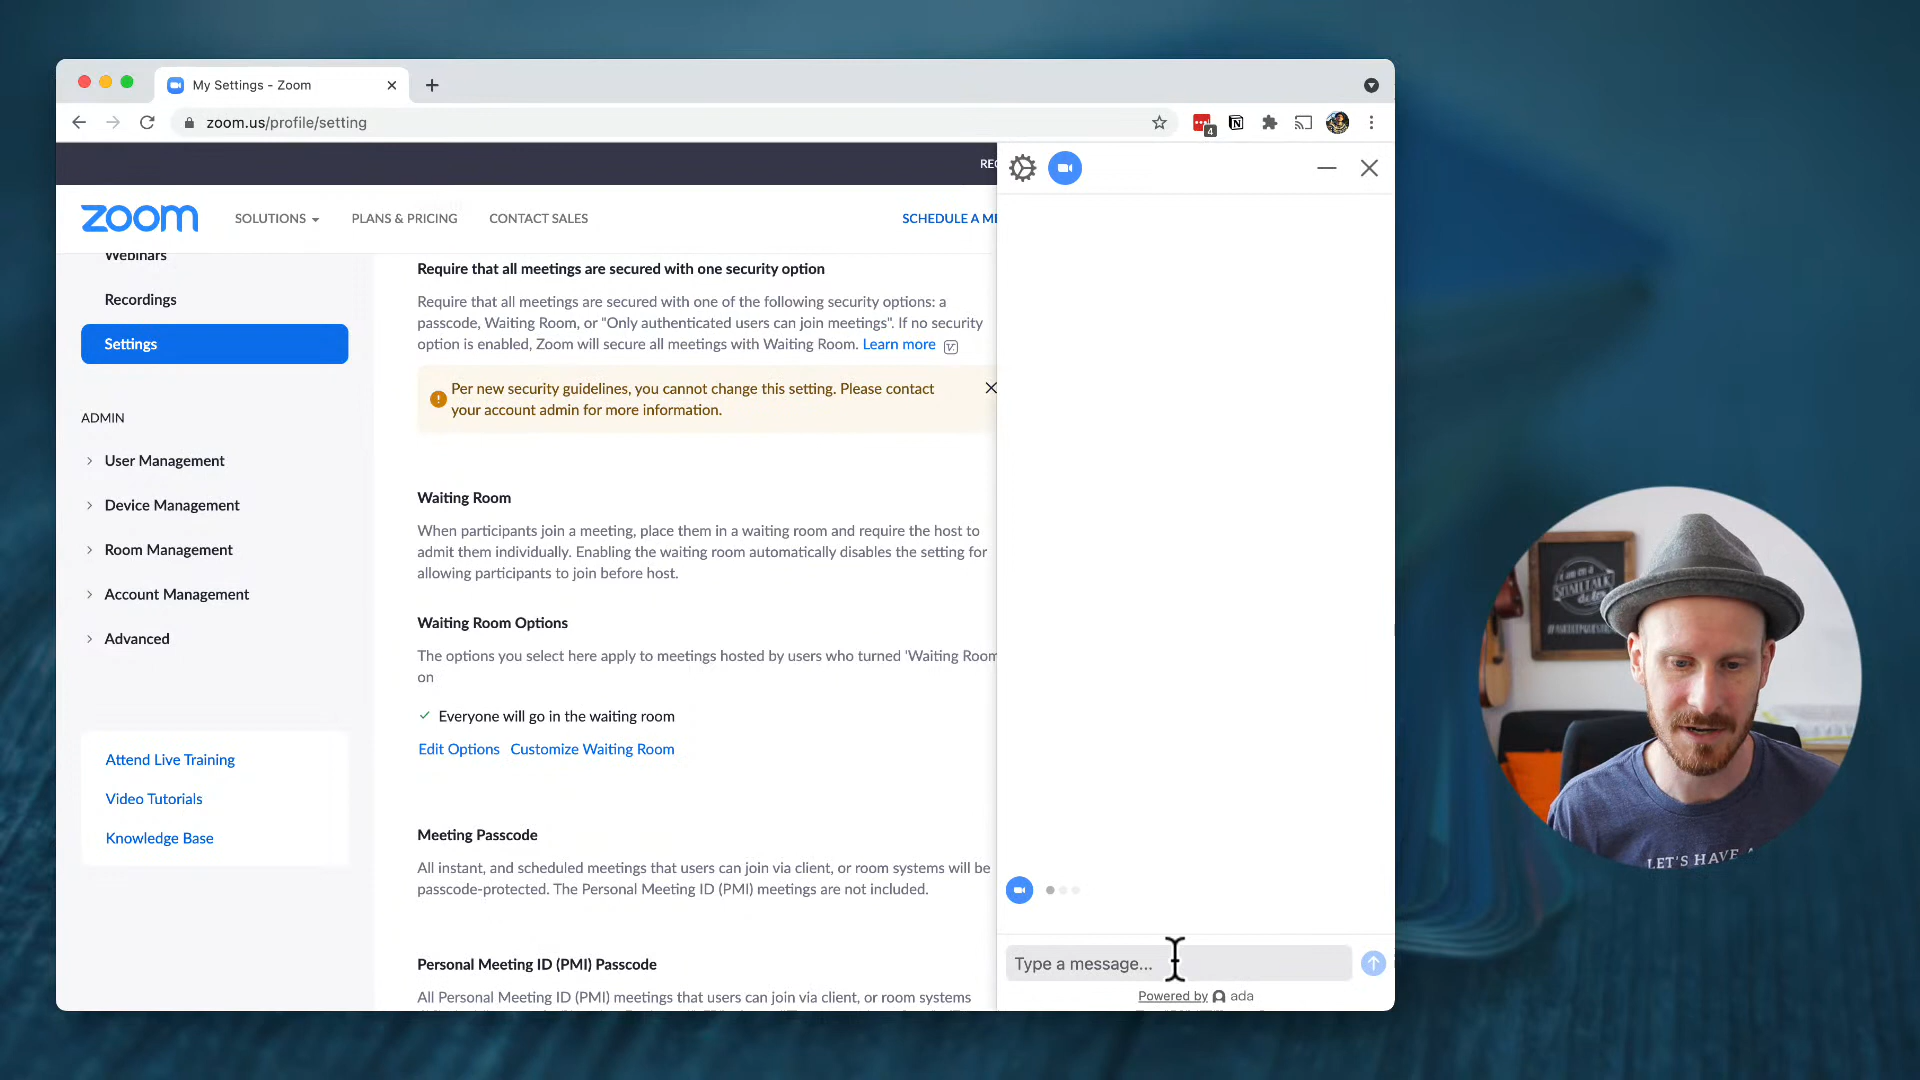 My Settings - Zoom
zoom.us/profile/setting
4
REQ
zoom
SOLUTIONS
PLANS & PRICING
CONTACT SALES
SCHEDULE A ME
Webinars
Recordings
Settings
ADMIN
User Management
Device Management
Room Management
Account Management
Advanced
Attend Live Training
Video Tutorials
Knowledge Base
Require that all meetings are secured with one security option
Require that all meetings are secured with one of the following security options: a
passcode, Waiting Room, or "Only authenticated users can join meetings". If no security
option is enabled, Zoom will secure all meetings with Waiting Room. Learn more
Per new security guidelines, you cannot change this setting. Please contact
your account admin for more information.
Waiting Room
When participants join a meeting, place them in a waiting room and require the host to
admit them individually. Enabling the waiting room automatically disables the setting for
allowing participants to join before host.
Waiting Room Options
The options you select here apply to meetings hosted by users who turned 'Waiting Room
on
Everyone will go in the waiting room
Edit Options Customize Waiting Room
Meeting Passcode
All instant, and scheduled meetings that users can join via client, or room systems will be
passcode-protected. The Personal Meeting ID (PMI) meetings are not included.
Personal Meeting ID (PMI) Passcode
All Personal Meeting ID (PMI) meetings that users can join via client, or room systems
Type a message...
Powered by ada
SMALLTALK
LET'S HAVE A